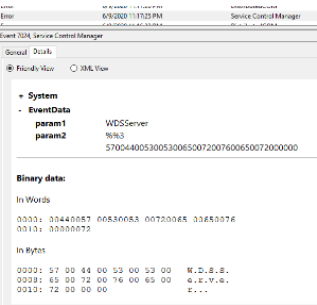 Error 6/9/2020 11:17:25 PM Service Control Manager
Event 7024, Service Control Manager
General Details
Friendly View XML View
+ System
- EventData
param1 WDSServer
param2 %%3
5700440053005300650072007600650072000000
Binary data:
In Words
0000: 00440057 00530053 00720065 00650076
0010: 00000072
In Bytes
0000: 57 00 44 00 53 00 53 00 W.D.S.S.
0008: 65 00 72 00 76 00 65 00 e.r.v.e.
0010: 72 00 00 00 r...